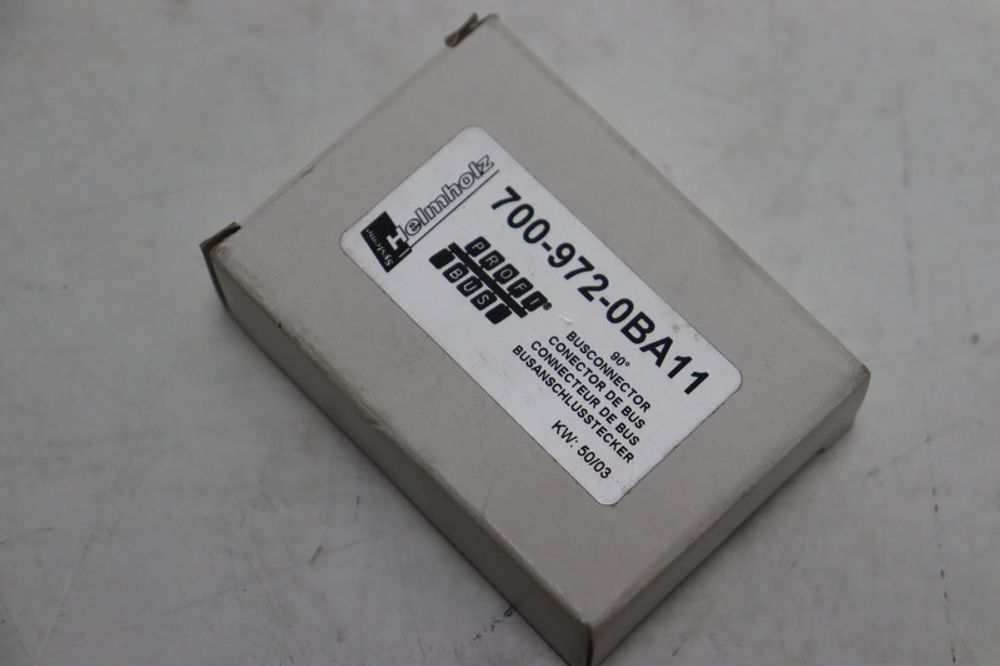 Systeme Helmholz
700-972-0BA11
PROFI
BUS
90°
BUSCONNECTOR
CONECTOR DE BUS
CONNECTEUR DE BUS
BUSANSCHLUSSTECKER
KW: 50/03